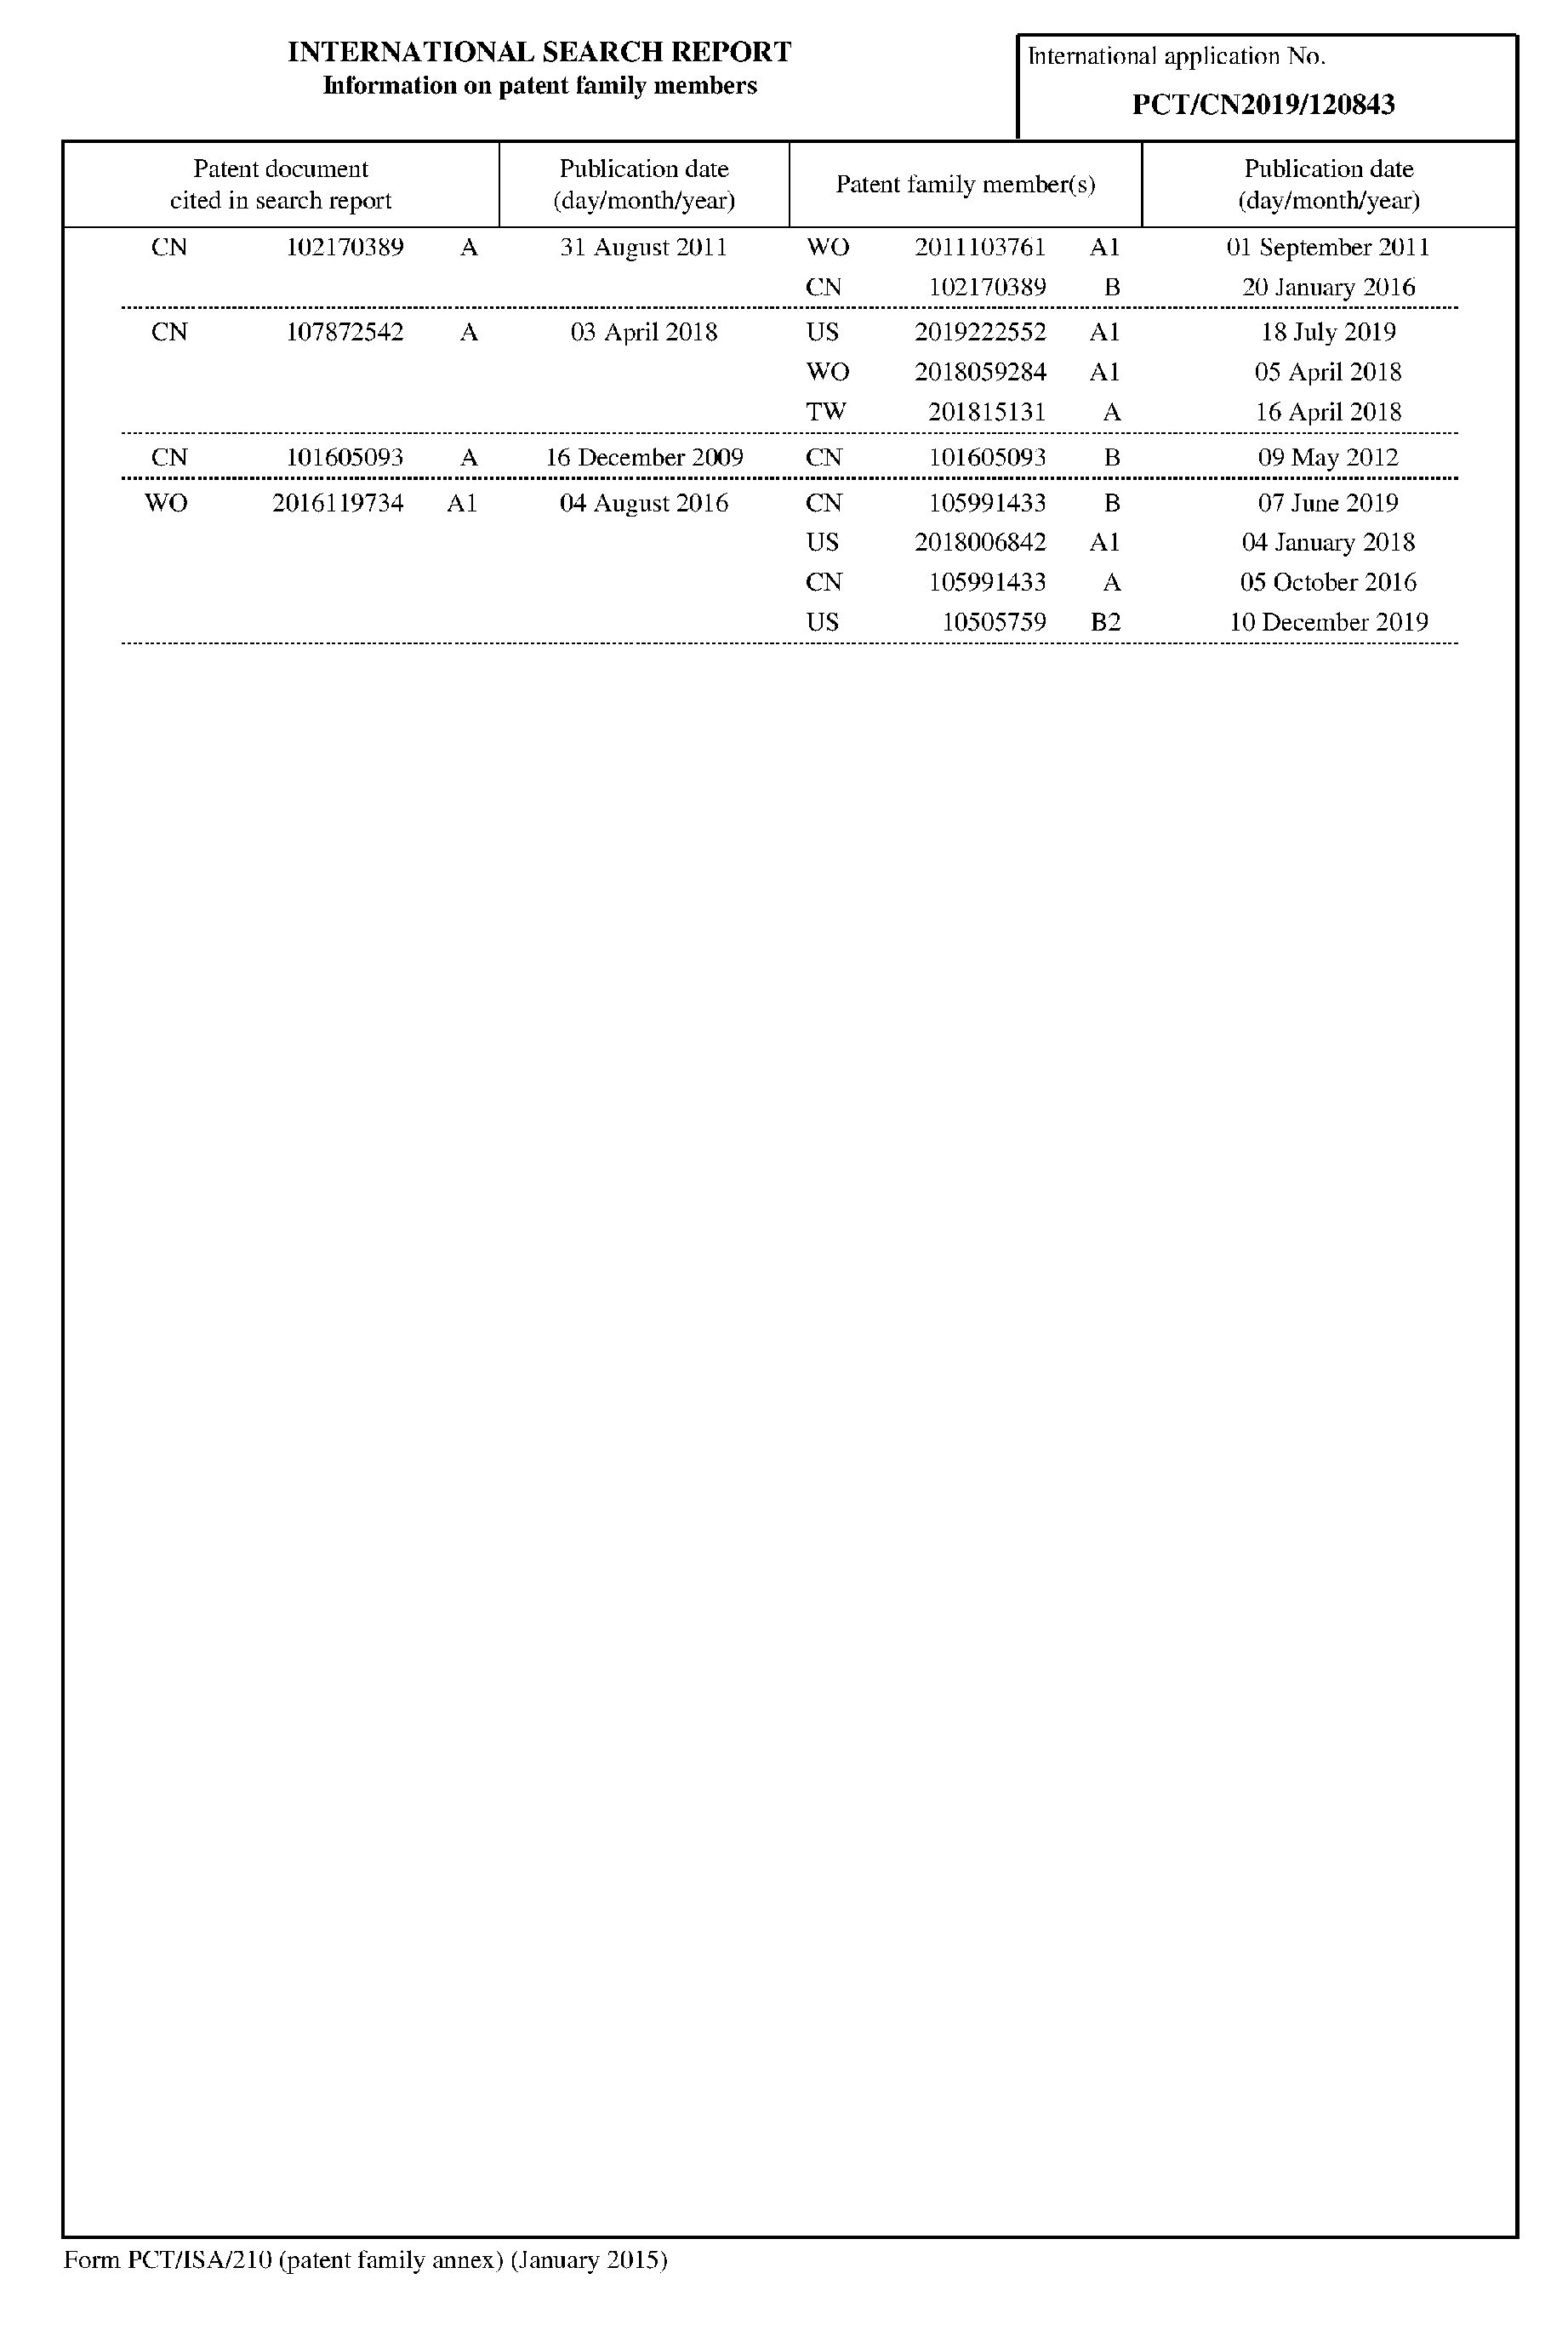 INTERNATIONAL SEARCH REPORT
Information on patent family members
International application No.
PCT/CN2019/120843
Patent document cited in search report
Publication date (day/month/year)
Patent family member(s)
Publication date (day/month/year)
CN 102170389 A 31 August 2011 WO 2011103761 A1 01 September 2011
CN 102170389 B 20 January 2016
CN 107872542 A 03 April 2018 US 2019222552 A1 18 July 2019
WO 2018059284 A1 05 April 2018
TW 201815131 A 16 April 2018
CN 101605093 A 16 December 2009 CN 101605093 B 09 May 2012
WO 2016119734 A1 04 August 2016 CN 105991433 B 07 June 2019
US 2018006842 A1 04 January 2018
CN 105991433 A 05 October 2016
US 10505759 B2 10 December 2019
Form PCT/ISA/210 (patent family annex) (January 2015)